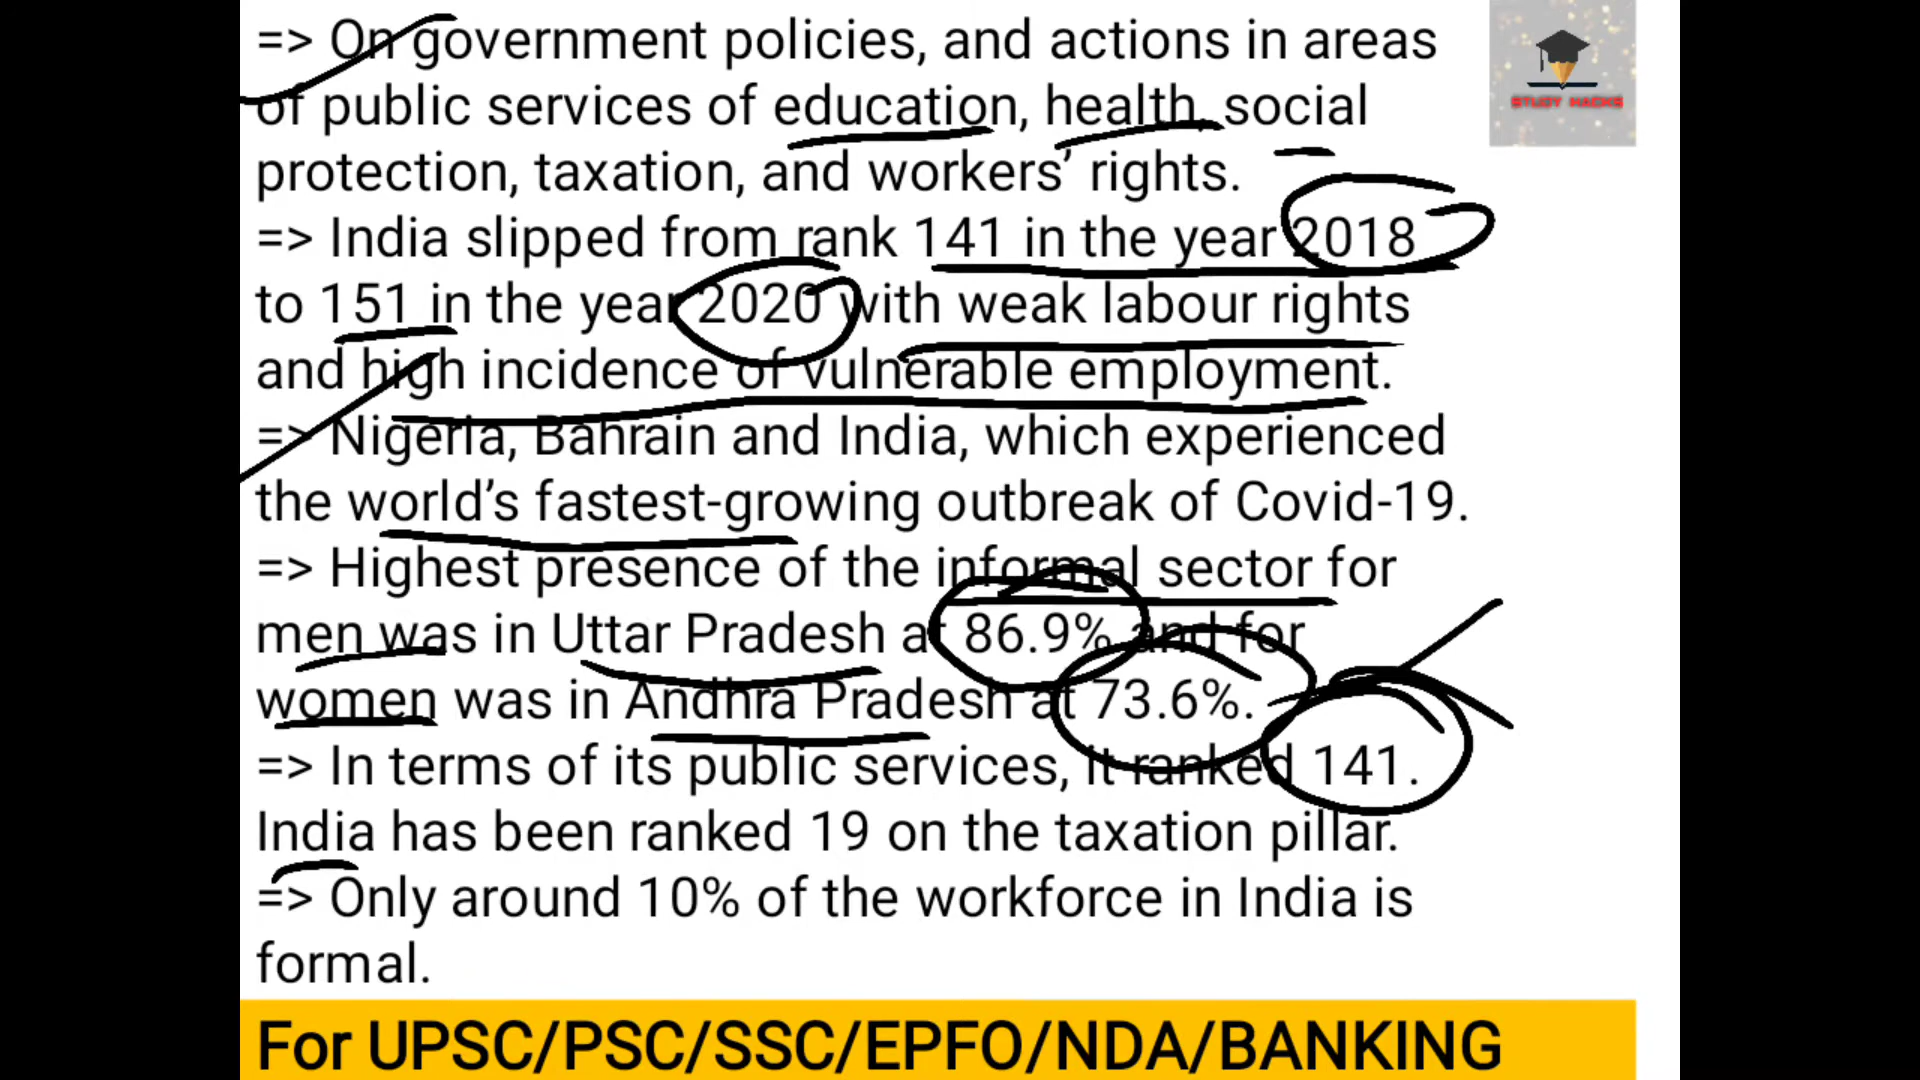 => On government policies, and actions in areas
of public services of education, health, social
protection, taxation, and workers’ rights.
=> India slipped from rank 141 in the year 2018
to 151 in the year 2020 with weak labour rights
and high incidence of vulnerable employment.
=> Nigeria, Bahrain and India, which experienced
the world’s fastest-growing outbreak of Covid-19.
=> Highest presence of the informal sector for
men was in Uttar Pradesh at 86.9% and for
women was in Andhra Pradesh at 73.6%.
=> In terms of its public services, it ranked 141.
India has been ranked 19 on the taxation pillar.
=> Only around 10% of the workforce in India is
formal.
For UPSC/PSC/SSC/EPFO/NDA/BANKING
STUDY HACKS